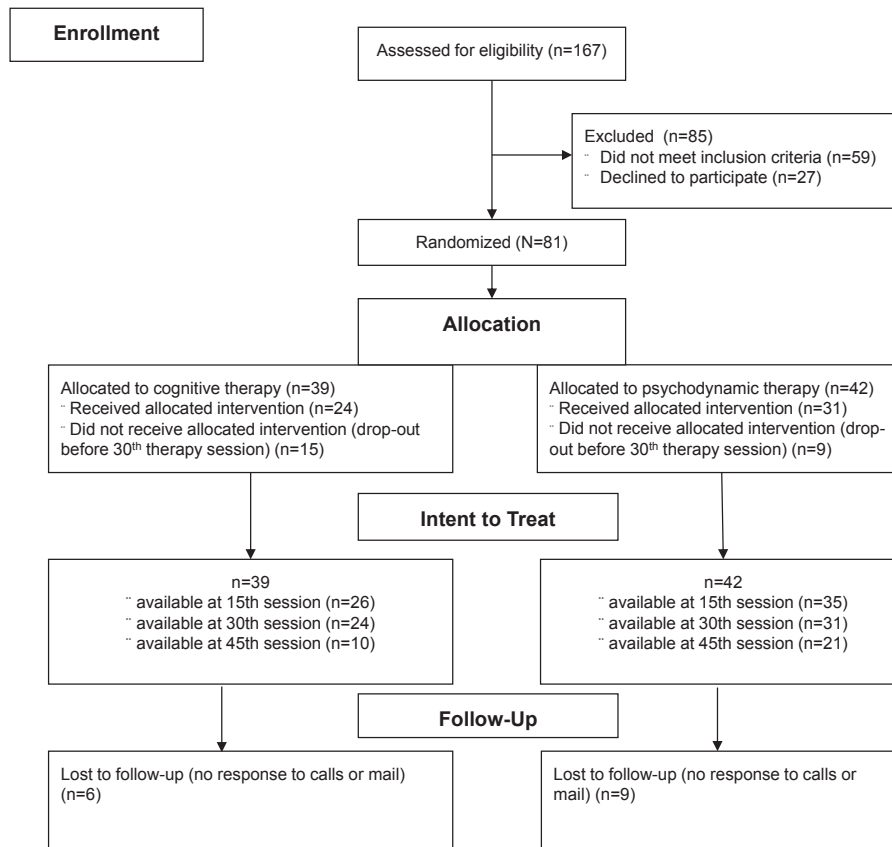 Enrollment
Assessed for eligibility (n=167)
Excluded (n=85)
¨ Did not meet inclusion criteria (n=59)
¨ Declined to participate (n=27)
Randomized (N=81)
Allocation
Allocated to cognitive therapy (n=39)
¨ Received allocated intervention (n=24)
¨ Did not receive allocated intervention (drop-out
before 30th therapy session) (n=15)
Allocated to psychodynamic therapy (n=42)
¨ Received allocated intervention (n=31)
¨ Did not receive allocated intervention (drop-
out before 30th therapy session) (n=9)
Intent to Treat
n=39
¨ available at 15th session (n=26)
¨ available at 30th session (n=24)
¨ available at 45th session (n=10)
n=42
¨ available at 15th session (n=35)
¨ available at 30th session (n=31)
¨ available at 45th session (n=21)
Follow-Up
Lost to follow-up (no response to calls or mail)
(n=6)
Lost to follow-up (no response to calls or
mail) (n=9)